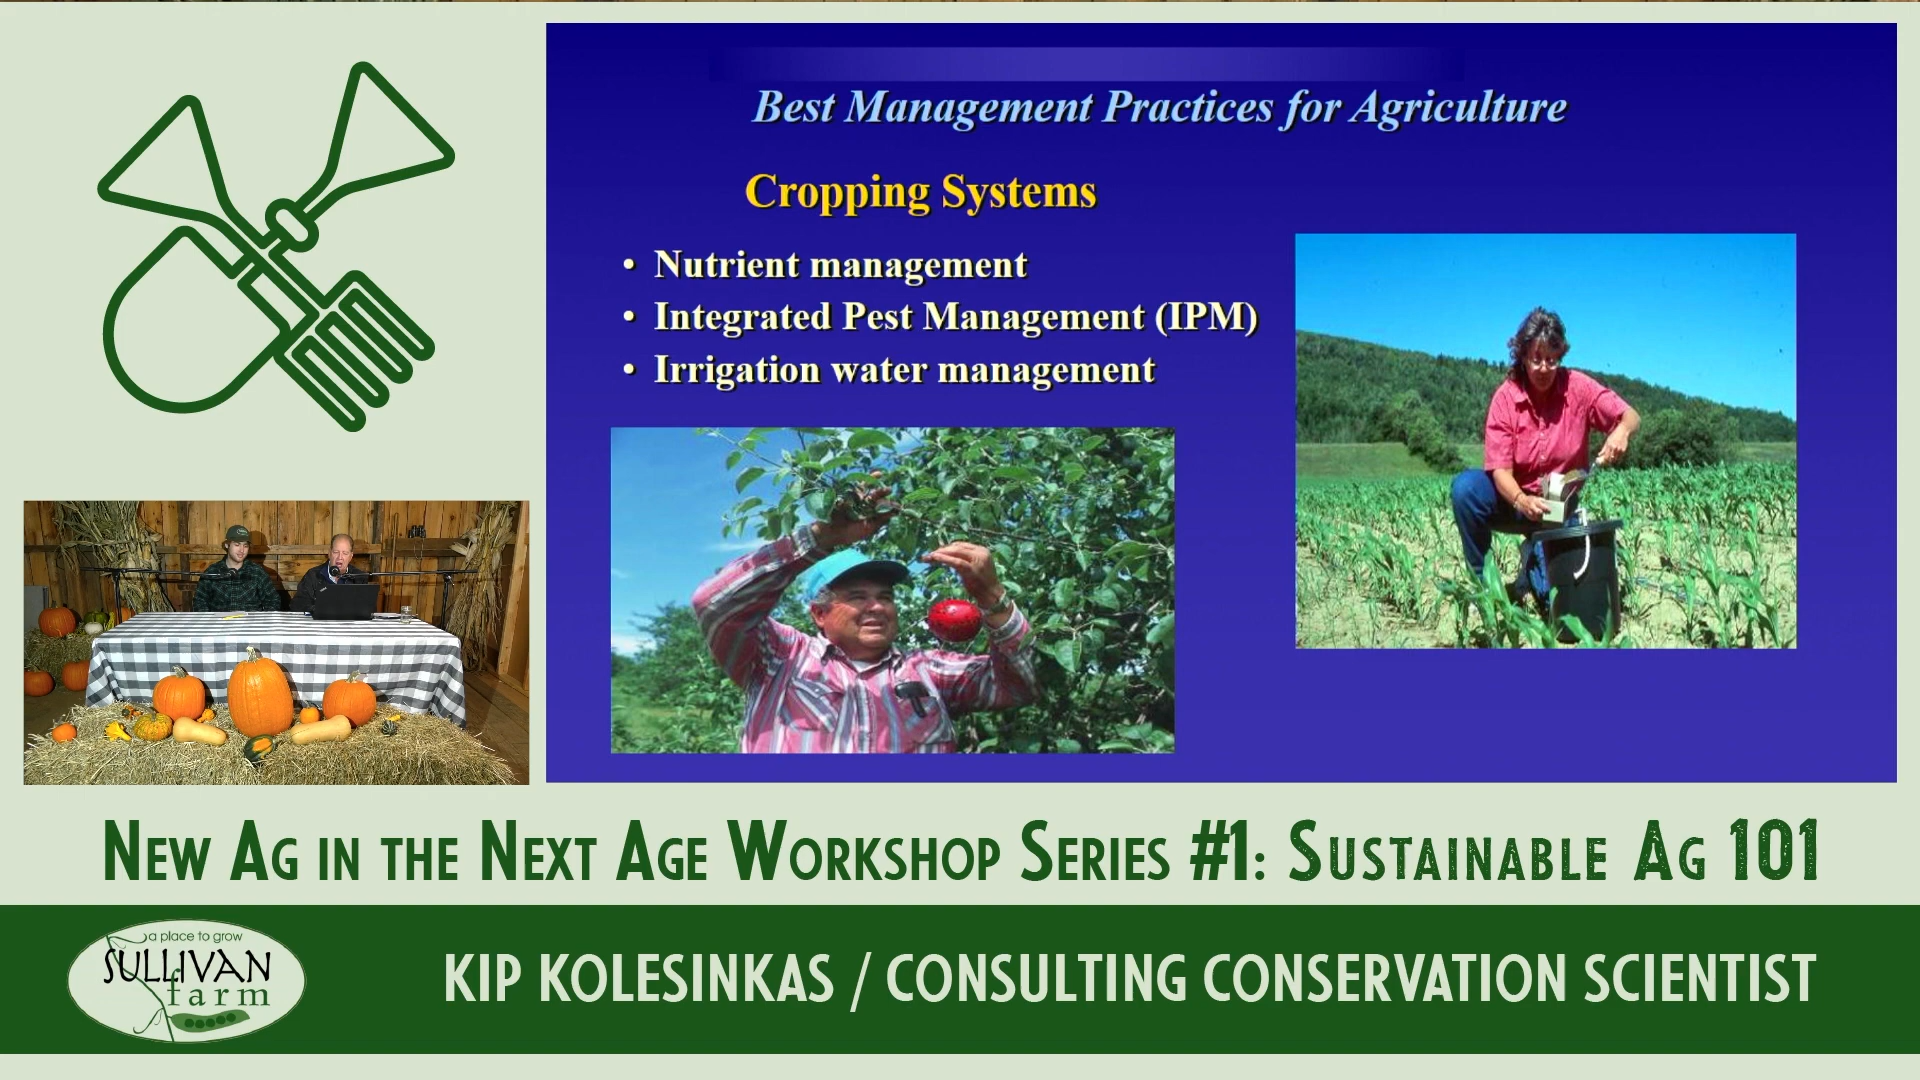 Best Management Practices for Agriculture
Cropping Systems
• Nutrient management
• Integrated Pest Management (IPM)
• Irrigation water management
New Ag in the Next Age Workshop Series #1: Sustainable Ag 101
a place to grow
SULLIVAN
farm
KIP KOLESINKAS / CONSULTING CONSERVATION SCIENTIST